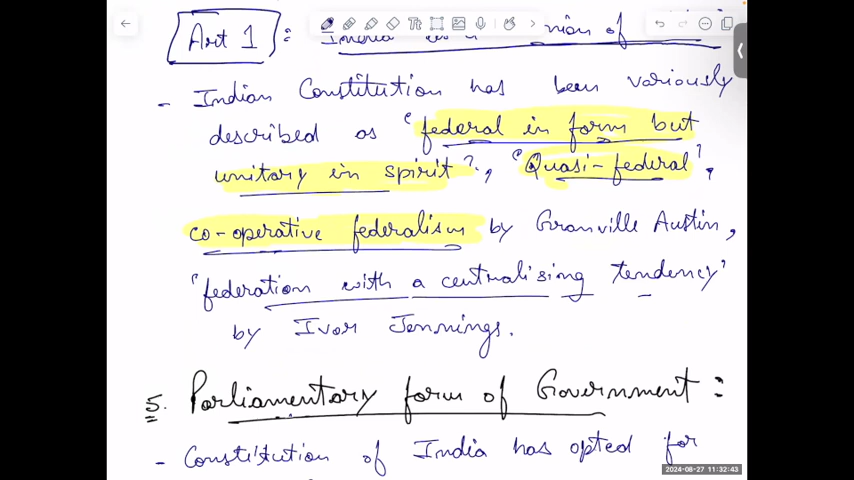 Art 1 :
- Indian Constitution has been variously
described as 'federal in form but
unitary in spirit', 'Quasi-federal',
co-operative federalism by Granville Austin,
'federation with a centralising tendency'
by Ivor Jennings.
5. Parliamentary form of Government :
- Constitution of India has opted for
2024-08-27 11:32:43